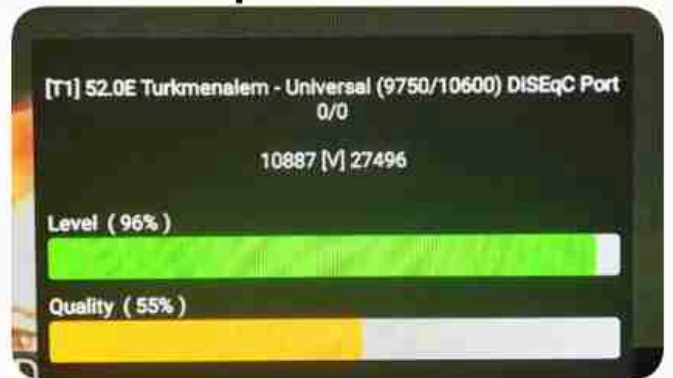 [T1] 52.0E Turkmenalem - Universal (9750/10600) DiSEqC Port
0/0
10887 [V] 27496
Level ( 96% )
Quality ( 55% )